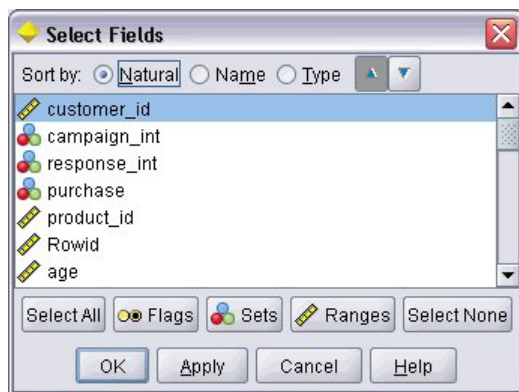 Select Fields
Sort by: Natural Name Type
customer_id
campaign_int
response_int
purchase
product_id
Rowid
age
Select All Flags Sets Ranges Select None
OK Apply Cancel Help